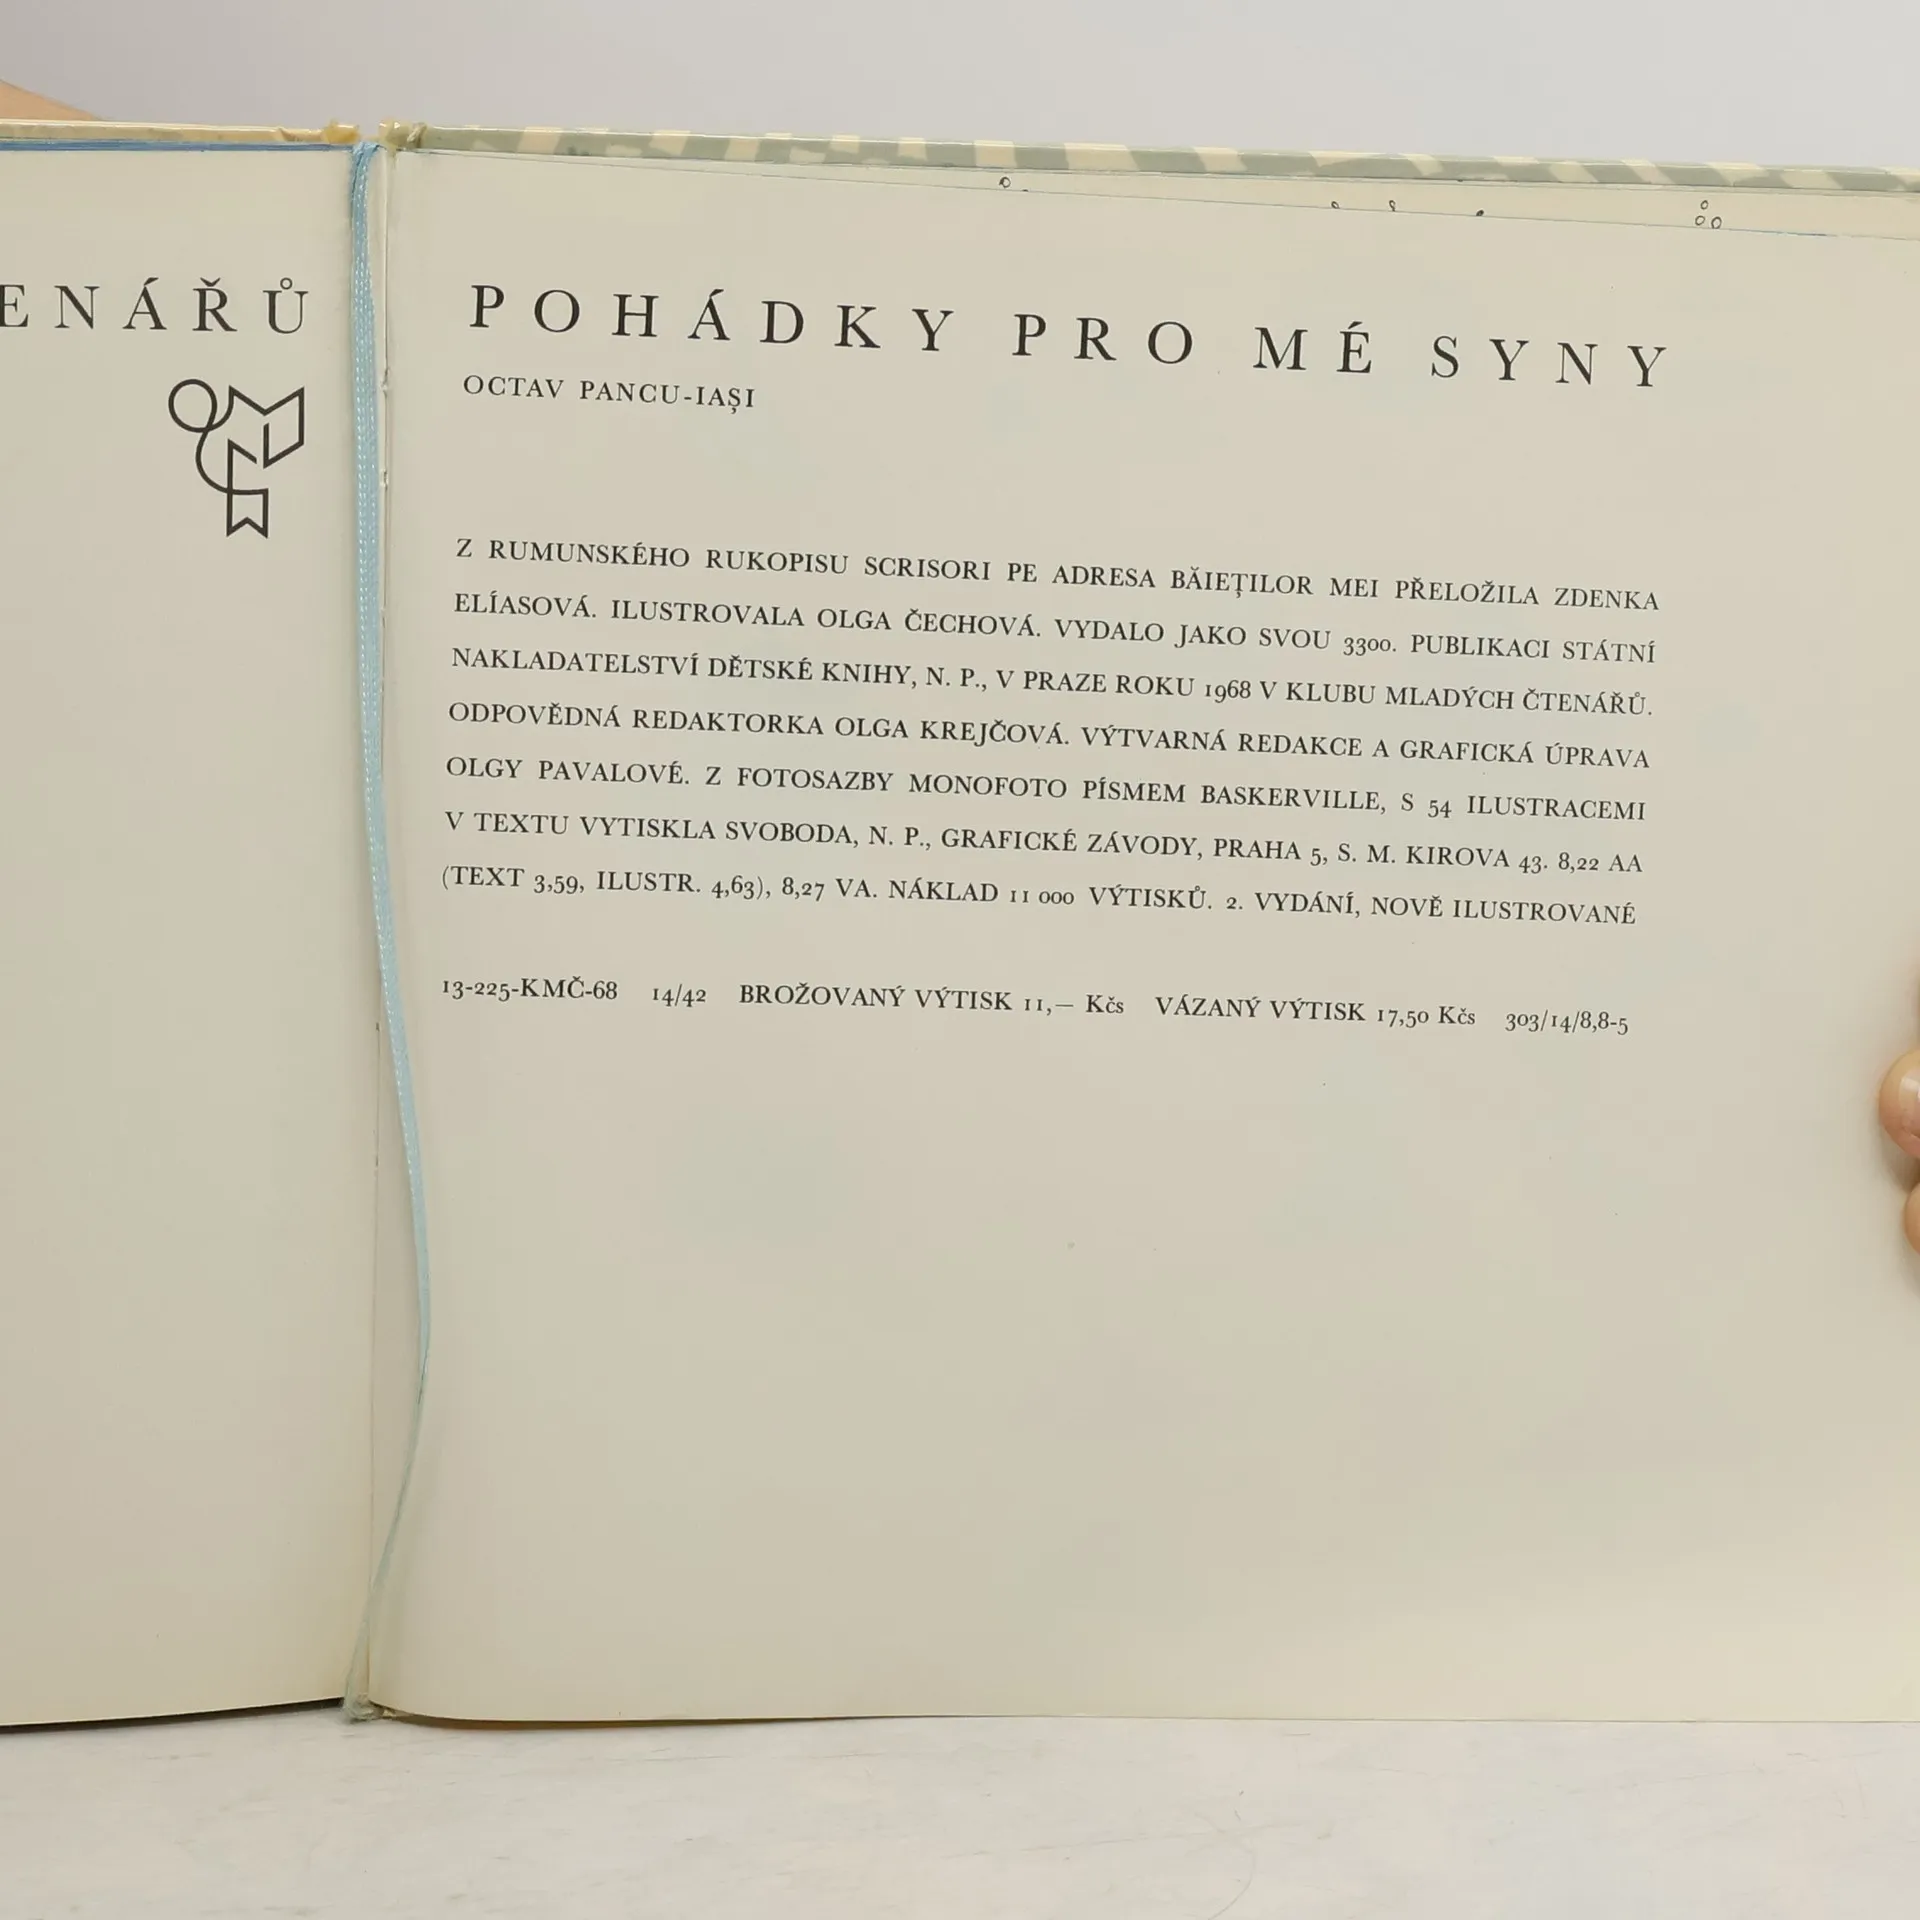 ENÁŘŮ
POHÁDKY PRO MÉ SYNY
OCTAV PANCU-IAȘI
Z RUMUNSKÉHO RUKOPISU SCRISORI PE ADRESA BĂIEȚILOR MEI PŘELOŽILA ZDENKA
ELÍASOVÁ. ILUSTROVALA OLGA ČECHOVÁ. VYDALO JAKO SVOU 3300. PUBLIKACI STÁTNÍ
NAKLADATELSTVÍ DĚTSKÉ KNIHY, N. P., V PRAZE ROKU 1968 V KLUBU MLADÝCH ČTENÁŘŮ.
ODPOVĚDNÁ REDAKTORKA OLGA KREJČOVÁ. VÝTVARNÁ REDAKCE A GRAFICKÁ ÚPRAVA
OLGY PAVALOVÉ. Z FOTOSAZBY MONOFOTO PÍSMEM BASKERVILLE, S 54 ILUSTRACEMI
V TEXTU VYTISKLA SVOBODA, N. P., GRAFICKÉ ZÁVODY, PRAHA 5, S. M. KIROVA 43. 8,22 AA
(TEXT 3,59, ILUSTR. 4,63), 8,27 VA. NÁKLAD 11 000 VÝTISKŮ. 2. VYDÁNÍ, NOVĚ ILUSTROVANÉ
13-225-KMČ-68 14/42 BROŽOVANÝ VÝTISK 11,— Kčs VÁZANÝ VÝTISK 17,50 Kčs 303/14/8,8-5